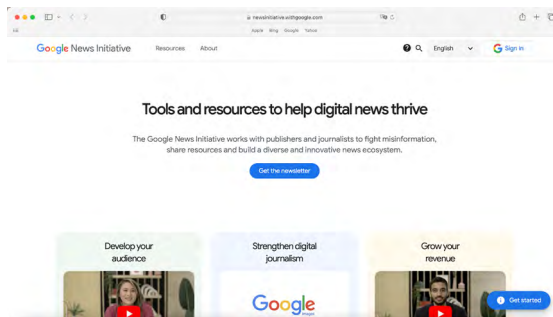 newsinitiative.withgoogle.com
Apple Bing Google Yahoo
Google News Initiative Resources About English Sign in
Tools and resources to help digital news thrive
The Google News Initiative works with publishers and journalists to fight misinformation,
share resources and build a diverse and innovative news ecosystem.
Get the newsletter
Develop your
audience
Strengthen digital
journalism
Grow your
revenue
Google
Get started